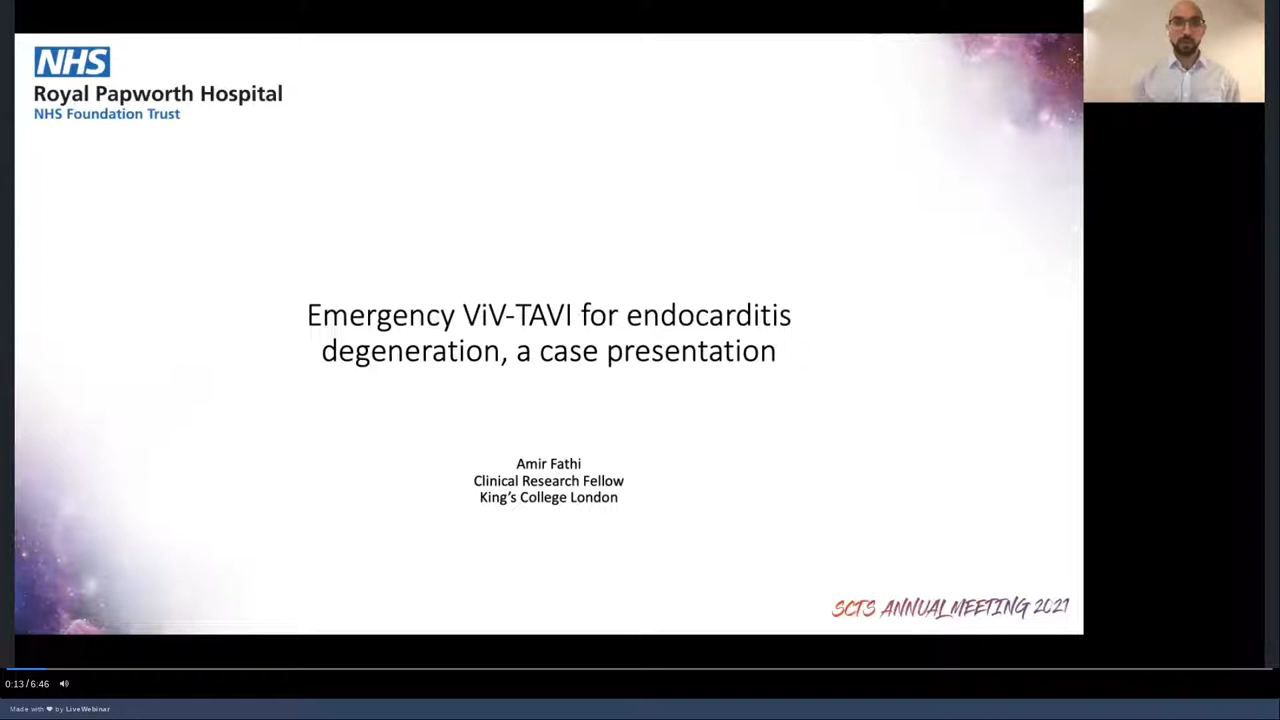 NHS
Royal Papworth Hospital
NHS Foundation Trust
Emergency ViV-TAVI for endocarditis
degeneration, a case presentation
Amir Fathi
Clinical Research Fellow
King's College London
SCTS ANNUAL MEETING 2021
0:13 / 6:46
Made with ❤ by LiveWebinar